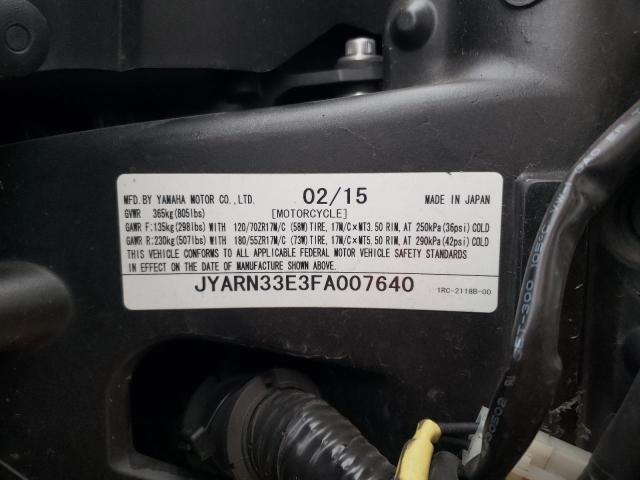 MFD.BY YAMAHA MOTOR CO.,LTD. 02/15 MADE IN JAPAN
GVWR 365kg(805lbs) [MOTORCYCLE]
GAWR F:135kg(298lbs)WITH 120/70ZR17M/C (58W)TIRE, 17M/C×MT3.50 RIM, AT 250kPa(36psi)COLD
GAWR R:230kg(507lbs)WITH 180/55ZR17M/C (73W)TIRE, 17M/C×MT5.50 RIM, AT 290kPa(42psi)COLD
THIS VEHICLE CONFORMS TO ALL APPLICABLE FEDERAL MOTOR VEHICLE SAFETY STANDARDS
IN EFFECT ON THE DATE OF MANUFACTURE SHOWN ABOVE.
JYARN33E3FA007640 1RC-2118B-00